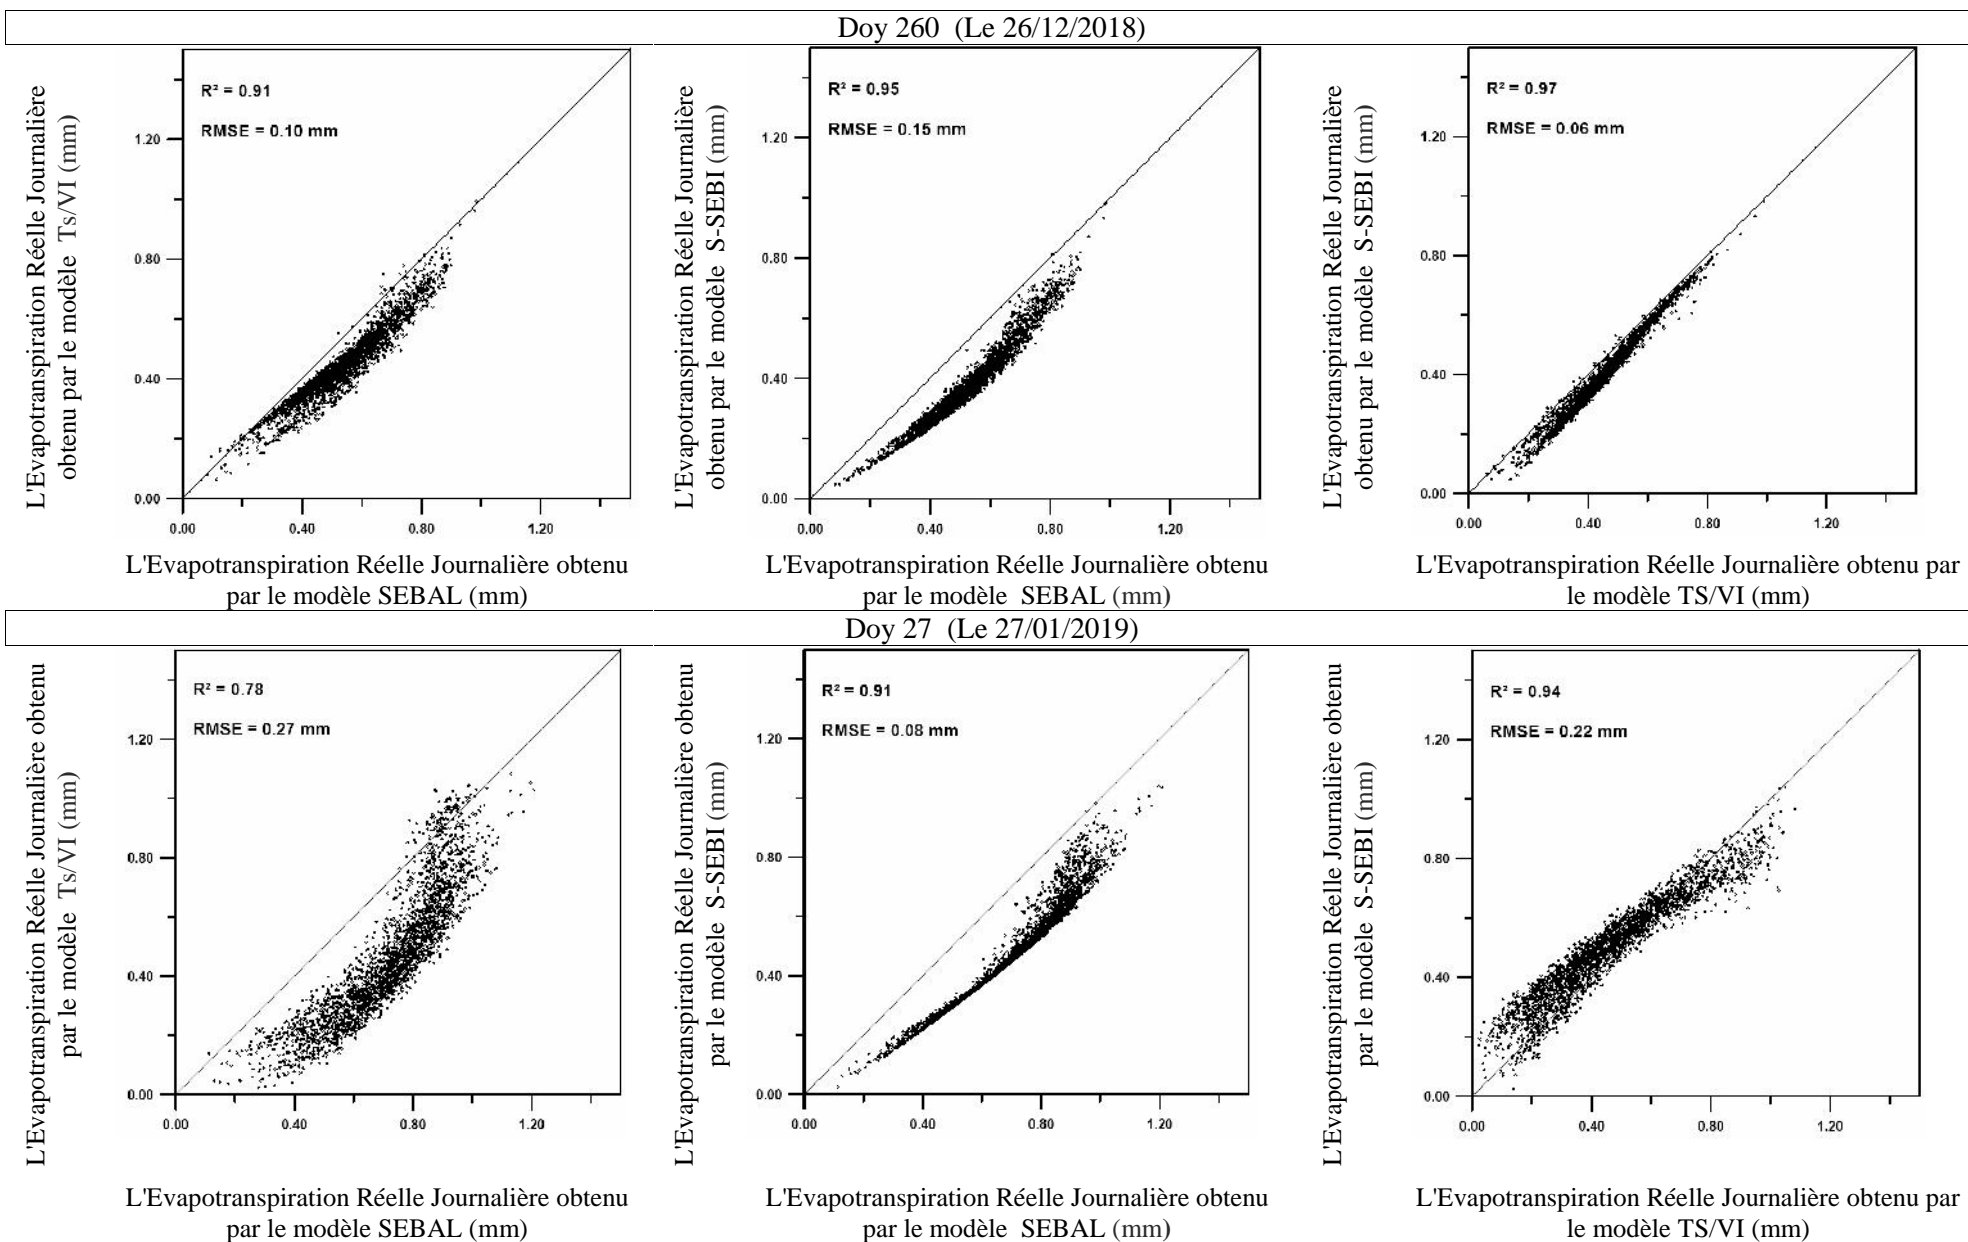 Doy 260  (Le 26/12/2018)
L'Evapotranspiration Réelle Journalière
obtenu par le modèle  Ts/VI (mm)
R² = 0.91
RMSE = 0.10 mm
1.20
0.80
0.40
0.00
0.00 0.40 0.80 1.20
L'Evapotranspiration Réelle Journalière obtenu
par le modèle SEBAL (mm)
L'Evapotranspiration Réelle Journalière
obtenu par le modèle  S-SEBI (mm)
R² = 0.95
RMSE = 0.15 mm
1.20
0.80
0.40
0.00
0.00 0.40 0.80 1.20
L'Evapotranspiration Réelle Journalière obtenu
par le modèle  SEBAL (mm)
L'Evapotranspiration Réelle Journalière
obtenu par le modèle  S-SEBI (mm)
R² = 0.97
RMSE = 0.06 mm
1.20
0.80
0.40
0.00
0.00 0.40 0.80 1.20
L'Evapotranspiration Réelle Journalière obtenu par
le modèle TS/VI (mm)
Doy 27  (Le 27/01/2019)
L'Evapotranspiration Réelle Journalière obtenu
par le modèle  Ts/VI (mm)
R² = 0.78
RMSE = 0.27 mm
1.20
0.80
0.40
0.00
0.00 0.40 0.80 1.20
L'Evapotranspiration Réelle Journalière obtenu
par le modèle SEBAL (mm)
L'Evapotranspiration Réelle Journalière obtenu
par le modèle  S-SEBI (mm)
R² = 0.91
RMSE = 0.08 mm
1.20
0.80
0.40
0.00
0.00 0.40 0.80 1.20
L'Evapotranspiration Réelle Journalière obtenu
par le modèle  SEBAL (mm)
L'Evapotranspiration Réelle Journalière obtenu
par le modèle  S-SEBI (mm)
R² = 0.94
RMSE = 0.22 mm
1.20
0.80
0.40
0.00
0.00 0.40 0.80 1.20
L'Evapotranspiration Réelle Journalière obtenu par
le modèle TS/VI (mm)